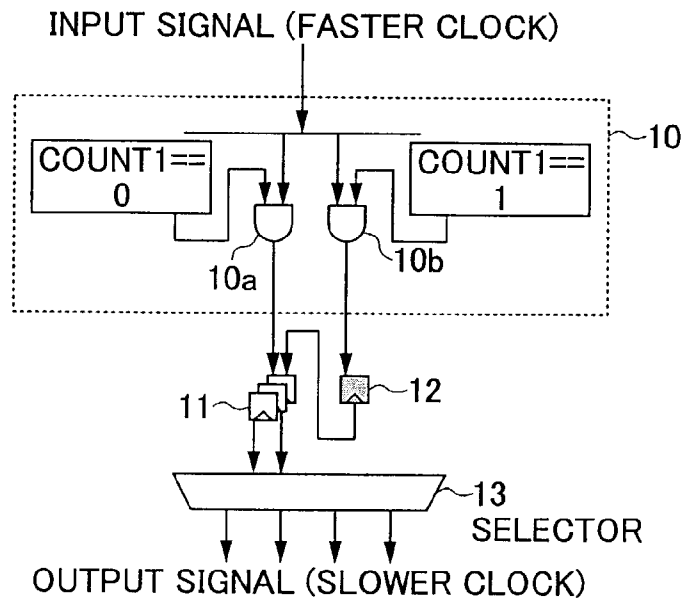 INPUT SIGNAL (FASTER CLOCK)
10
COUNT1==
0
COUNT1==
1
10a
10b
11
12
13
SELECTOR
OUTPUT SIGNAL (SLOWER CLOCK)